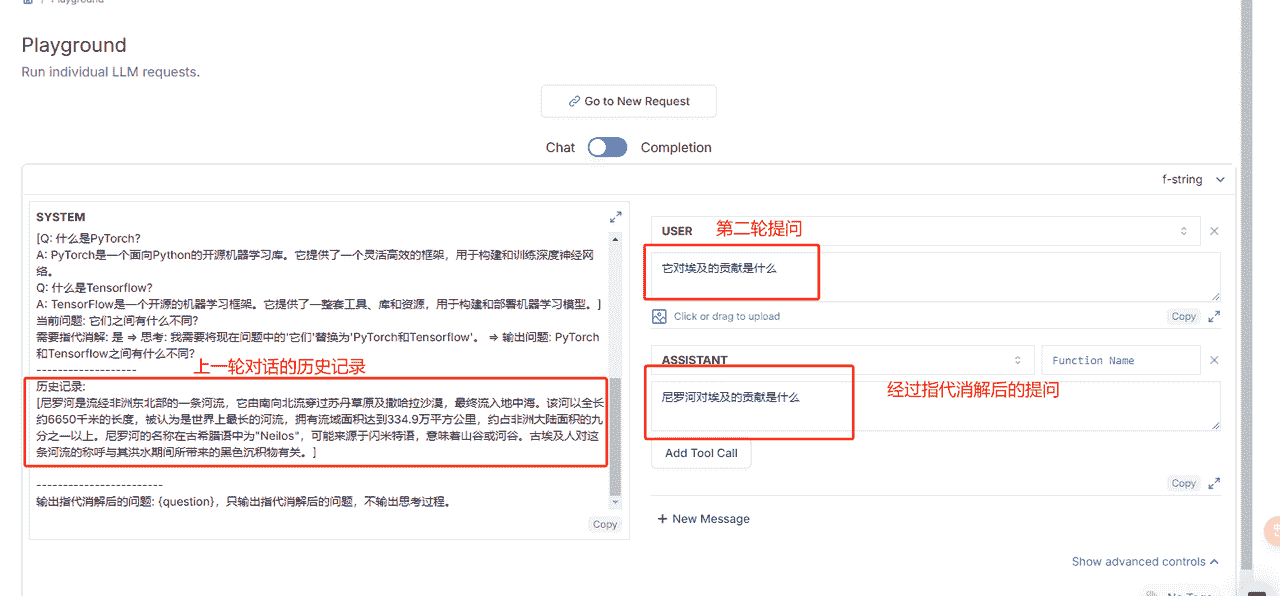 Playground
Playground
Run individual LLM requests.
Go to New Request
Chat
Completion
f-string
SYSTEM
[Q: 什么是PyTorch?
A: PyTorch是一个面向Python的开源机器学习库。它提供了一个灵活高效的框架，用于构建和训练深度神经网
络。
Q: 什么是Tensorflow?
A: TensorFlow是一个开源的机器学习框架。它提供了一整套工具、库和资源，用于构建和部署机器学习模型。]
当前问题: 它们之间有什么不同?
需要指代消解: 是 => 思考: 我需要将现在问题中的'它们'替换为'PyTorch和Tensorflow'。 => 输出问题: PyTorch
和Tensorflow之间有什么不同?
-------------------
上一轮对话的历史记录
历史记录:
[尼罗河是流经非洲东北部的一条河流，它由南向北流穿过苏丹草原及撒哈拉沙漠，最终流入地中海。该河以全长
约6650千米的长度，被认为是世界上最长的河流，拥有流域面积达到334.9万平方公里，约占非洲大陆面积的九
分之一以上。尼罗河的名称在古希腊语中为"Neilos"，可能来源于闪米特语，意味着山谷或河谷。古埃及人对这
条河流的称呼与其洪水期间所带来的黑色沉积物有关。]
------------------------
输出指代消解后的问题: {question}，只输出指代消解后的问题，不输出思考过程。
Copy
USER
第二轮提问
它对埃及的贡献是什么
Click or drag to upload
Copy
ASSISTANT
Function Name
尼罗河对埃及的贡献是什么
经过指代消解后的提问
Add Tool Call
Copy
+ New Message
Show advanced controls
No Tags